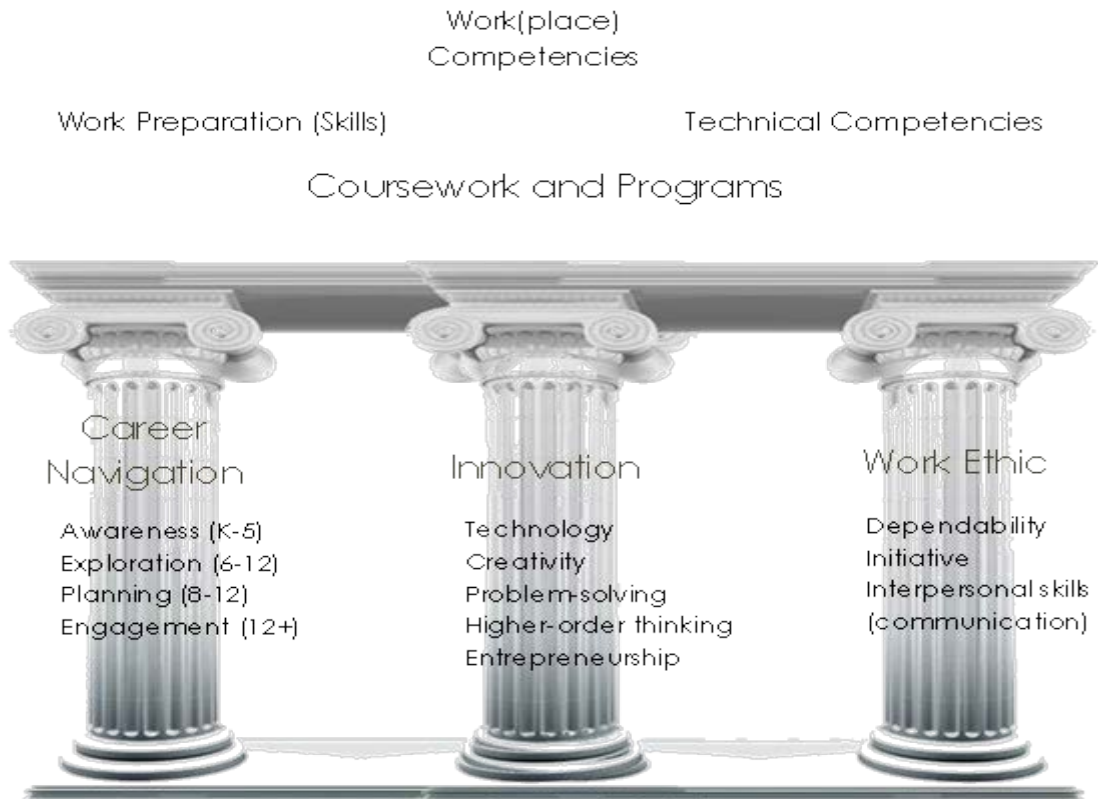 Work(place)
Competencies
Work Preparation (Skills)
Technical Competencies
Coursework and Programs
Career
Navigation
Awareness (K-5)
Exploration (6-12)
Planning (8-12)
Engagement (12+)
Innovation
Technology
Creativity
Problem-solving
Higher-order thinking
Entrepreneurship
Work Ethic
Dependability
Initiative
Interpersonal skills
(communication)